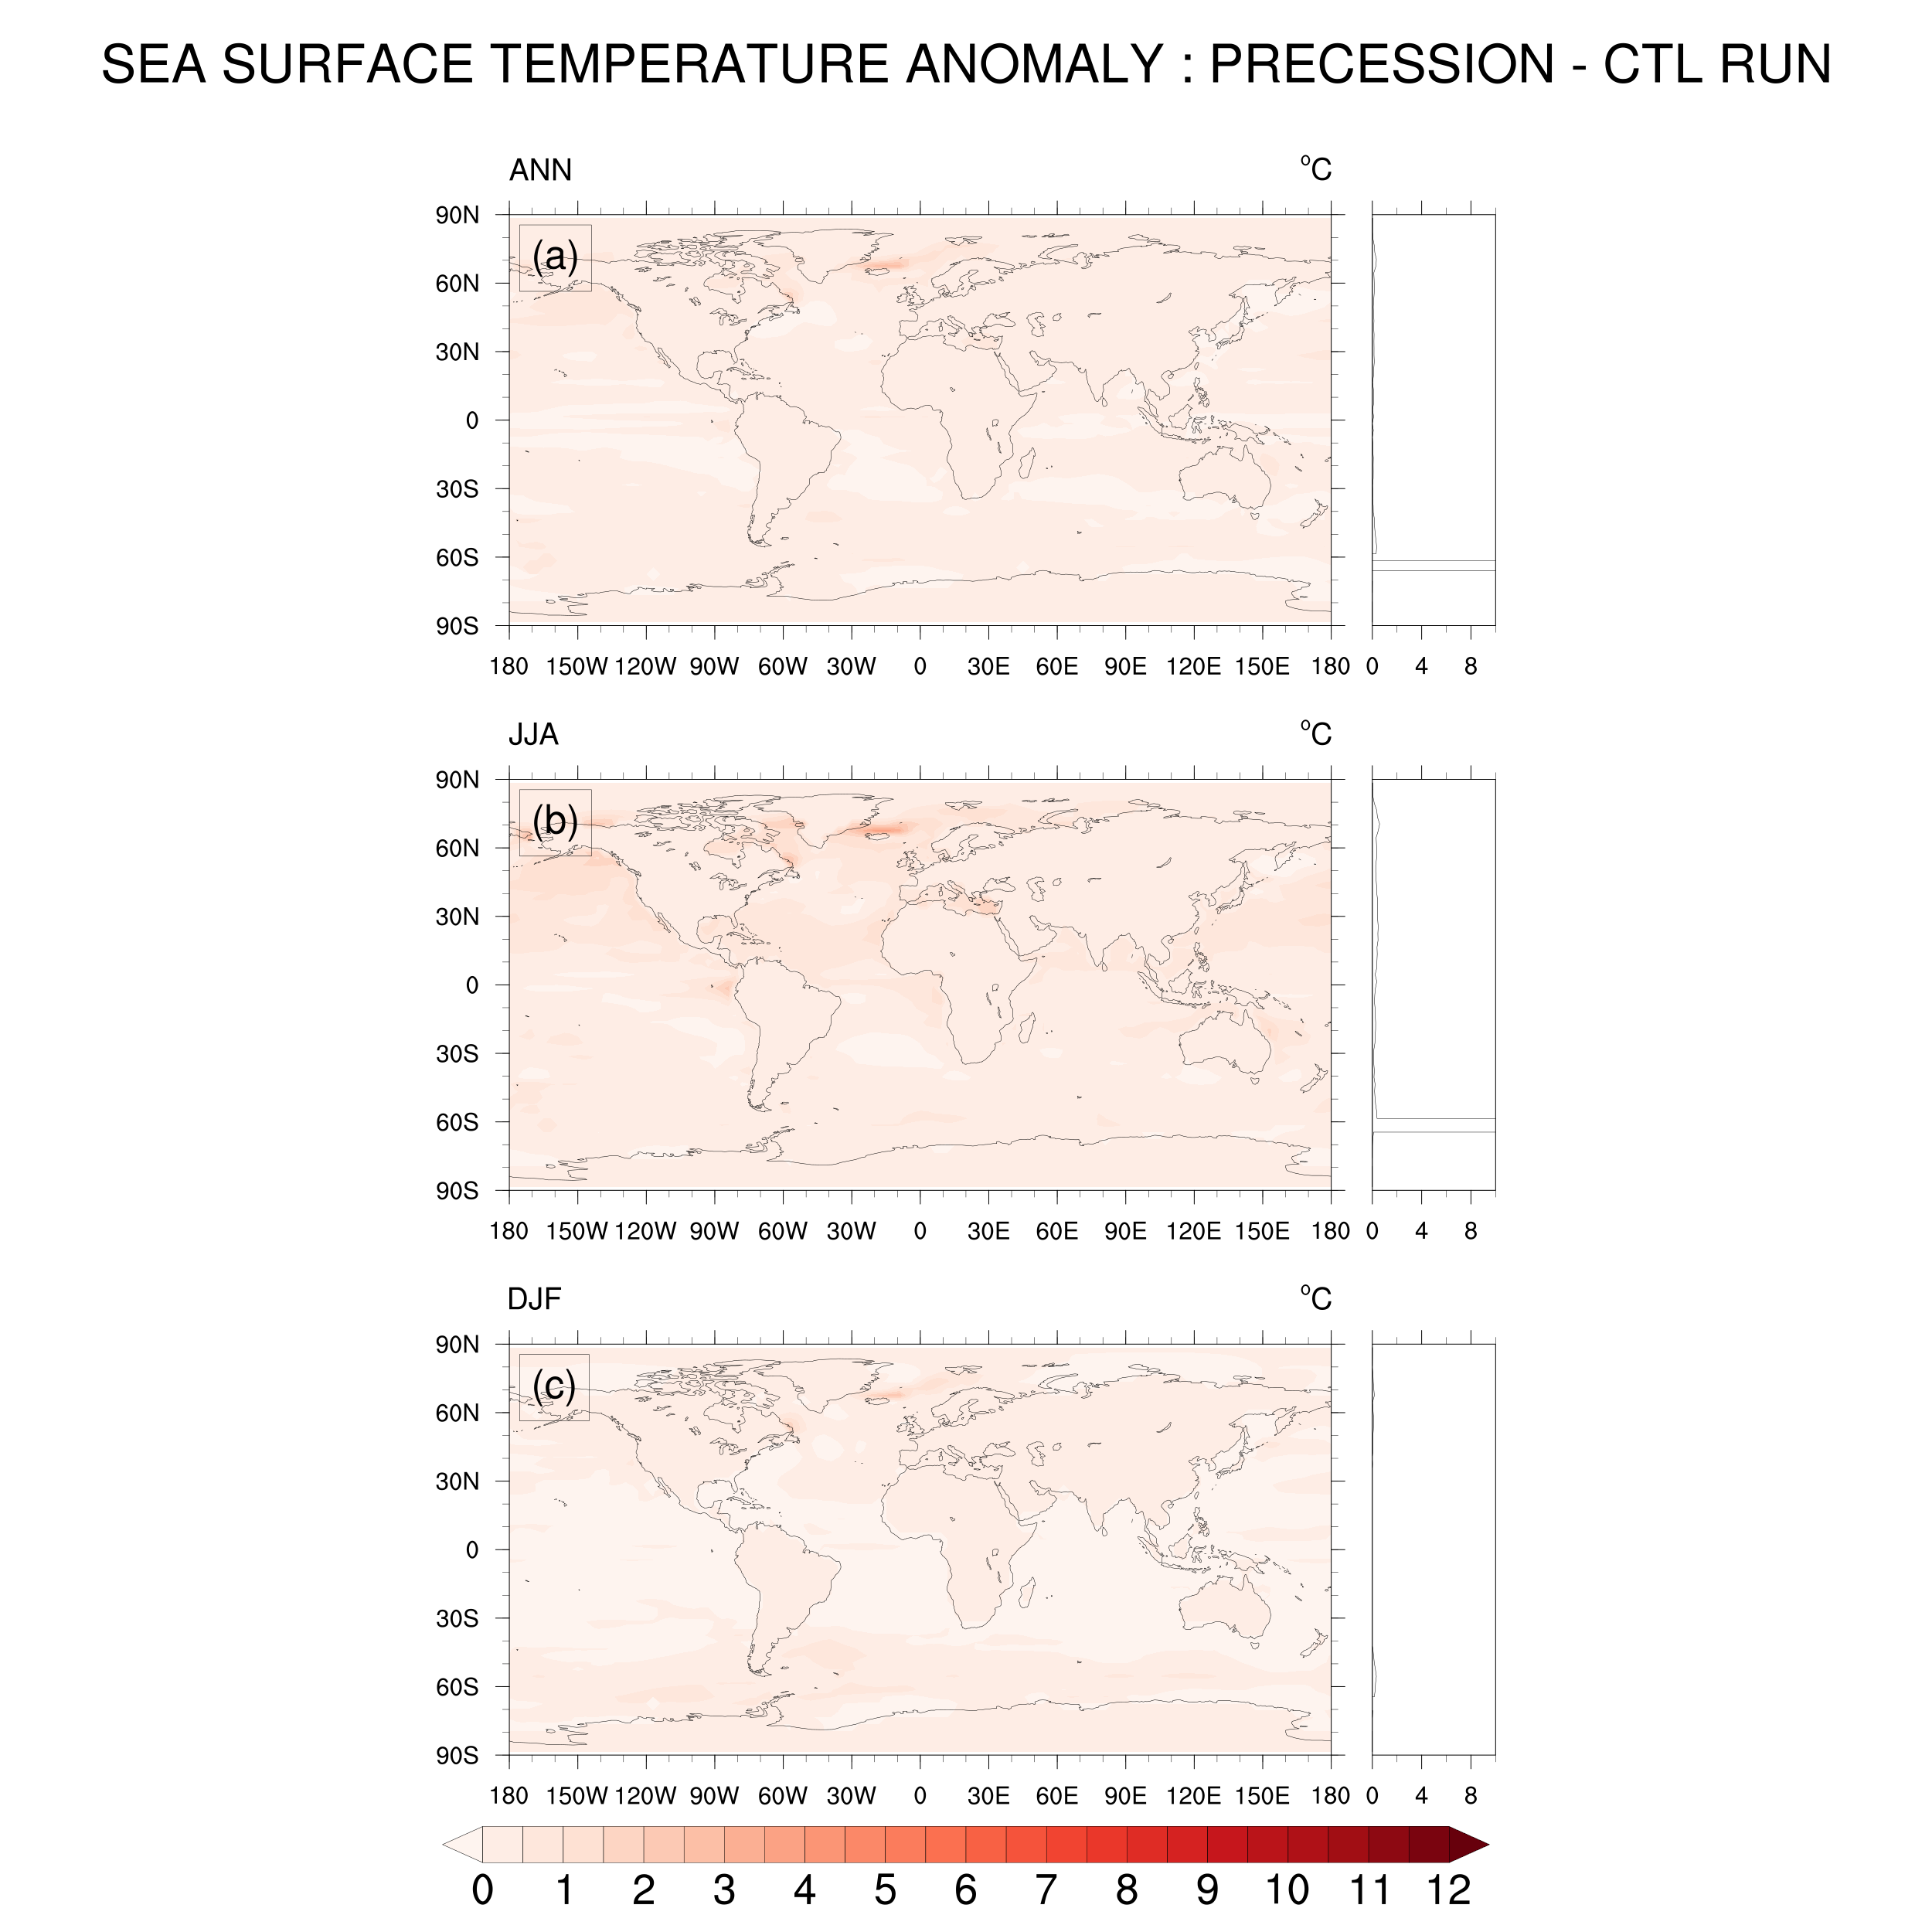 SEA SURFACE TEMPERATURE ANOMALY : PRECESSION - CTL RUN
ANN
°C
(a)
90N
60N
30N
0
30S
60S
90S
180 150W 120W 90W 60W 30W 0 30E 60E 90E 120E 150E 180
0 4 8
JJA
°C
(b)
90N
60N
30N
0
30S
60S
90S
180 150W 120W 90W 60W 30W 0 30E 60E 90E 120E 150E 180
0 4 8
DJF
°C
(c)
90N
60N
30N
0
30S
60S
90S
180 150W 120W 90W 60W 30W 0 30E 60E 90E 120E 150E 180
0 4 8
0 1 2 3 4 5 6 7 8 9 10 11 12